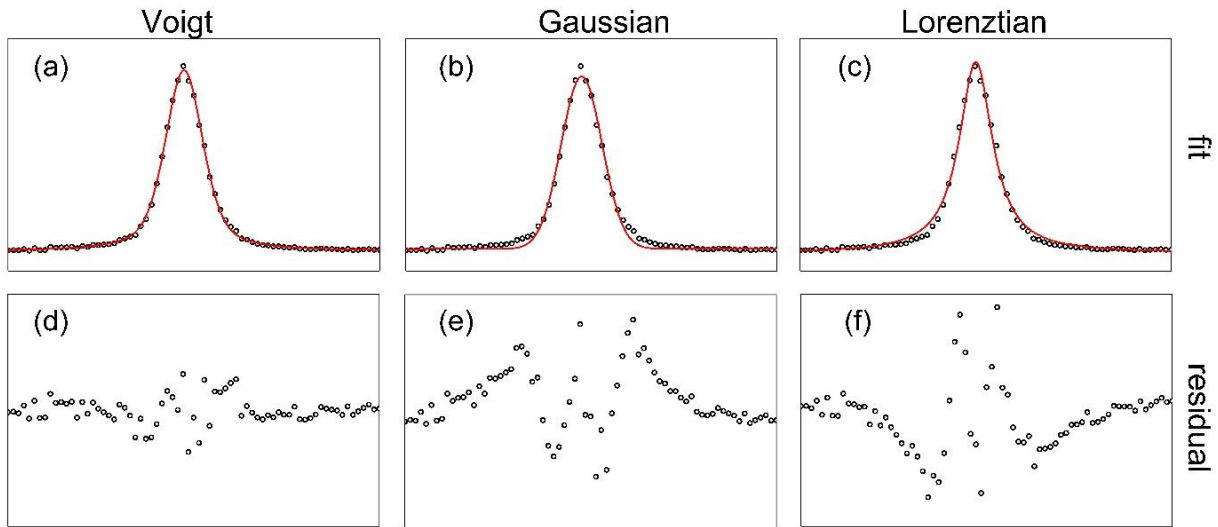 Voigt Gaussian Lorenztian
(a) (b) (c)
fit
(d) (e) (f)
residual